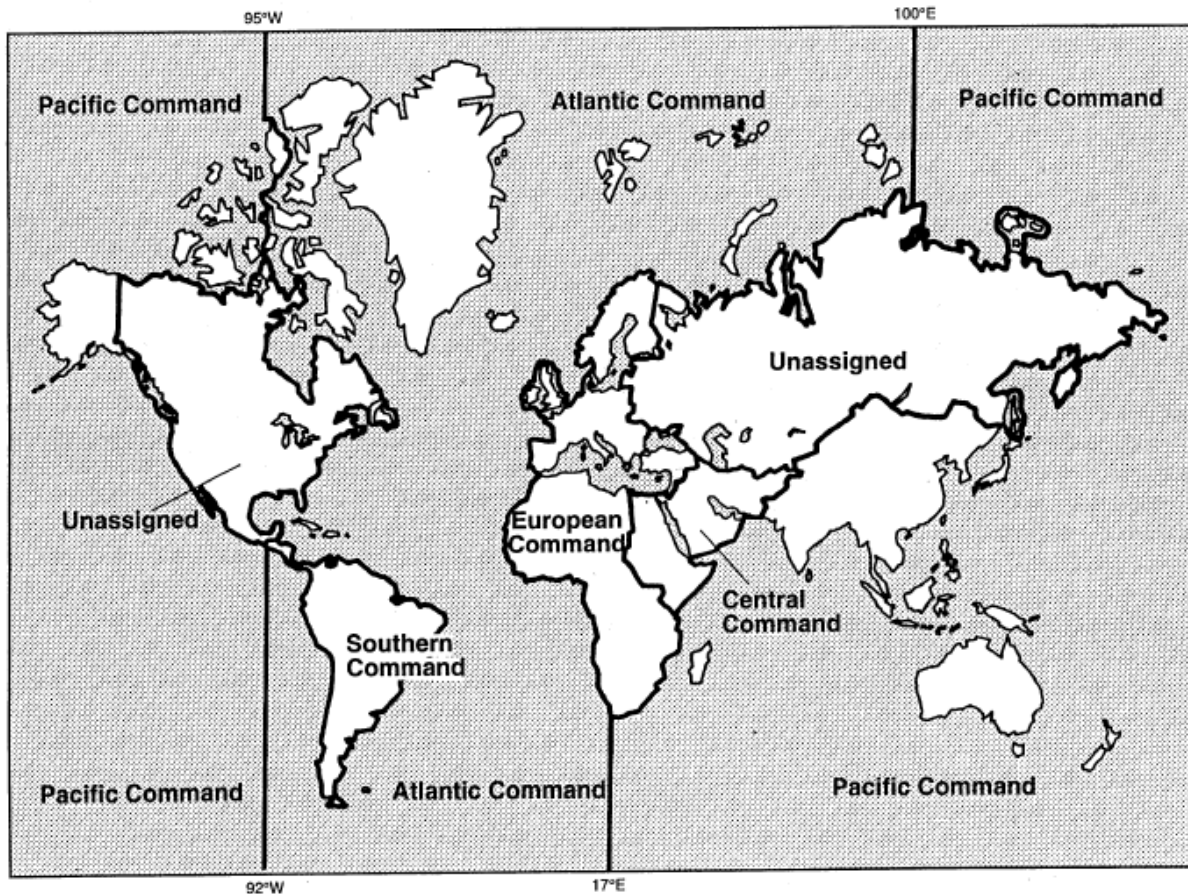 95°W
100°E
Pacific Command
Atlantic Command
Pacific Command
Unassigned
Unassigned
European
Command
Central
Command
Southern
Command
Pacific Command
Atlantic Command
Pacific Command
92°W
17°E